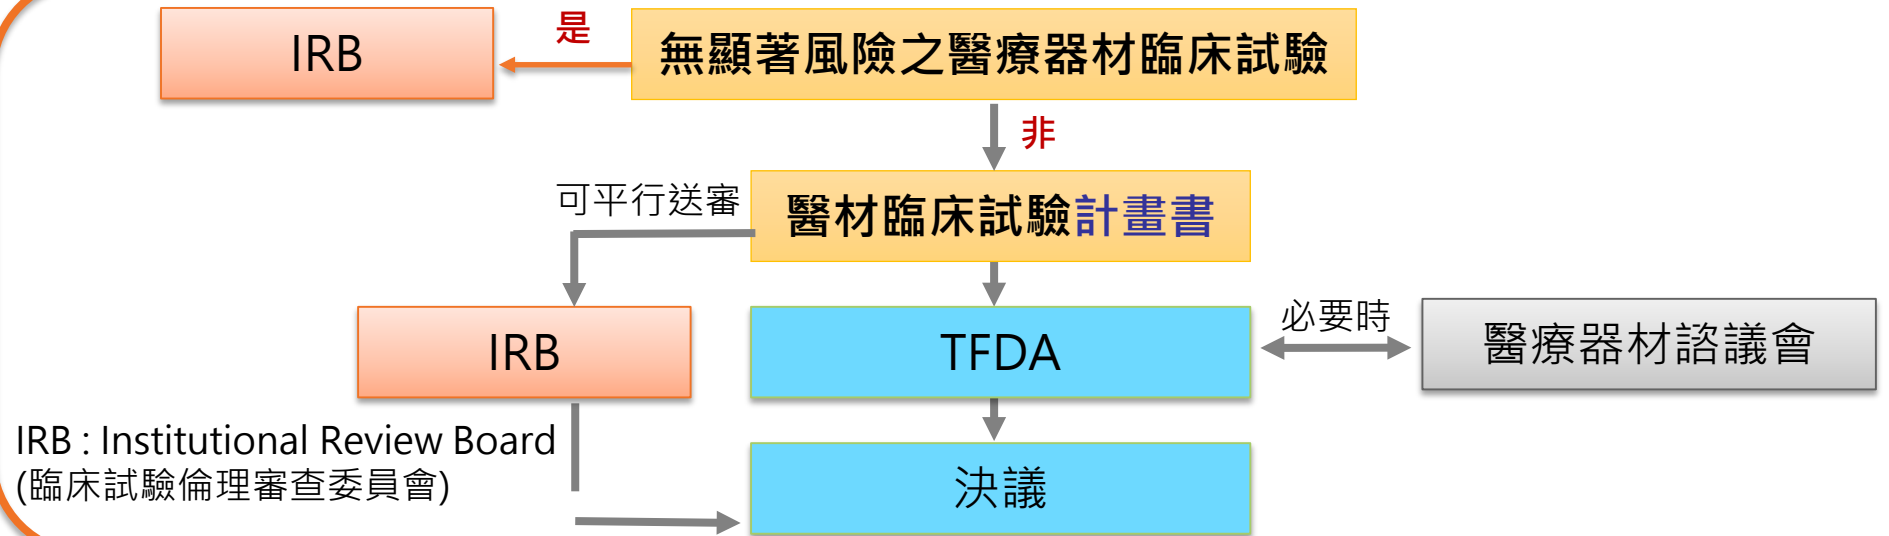 IRB
是
無顯著風險之醫療器材臨床試驗
非
可平行送審
醫材臨床試驗計畫書
IRB
TFDA
必要時
醫療器材諮議會
IRB : Institutional Review Board
(臨床試驗倫理審查委員會)
決議